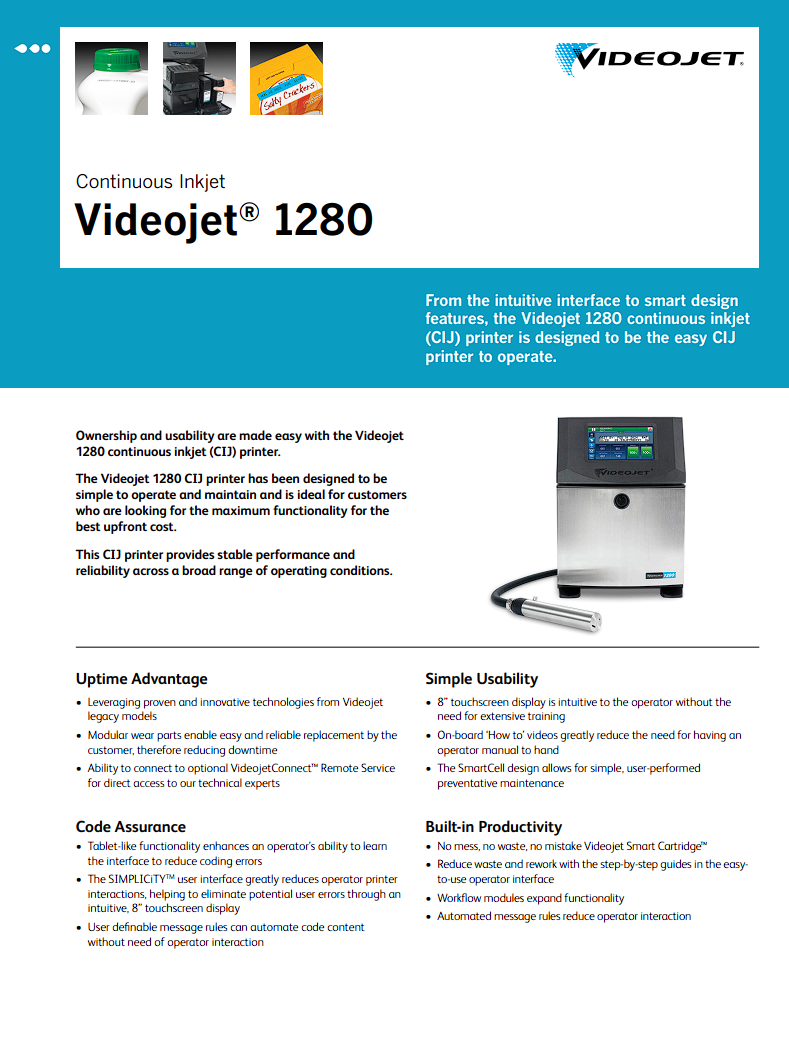 VIDEOJET®
Salty Crackers
Continuous Inkjet
Videojet® 1280
From the intuitive interface to smart design
features, the Videojet 1280 continuous inkjet
(CIJ) printer is designed to be the easy CIJ
printer to operate.
Ownership and usability are made easy with the Videojet
1280 continuous inkjet (CIJ) printer.
The Videojet 1280 CIJ printer has been designed to be
simple to operate and maintain and is ideal for customers
who are looking for the maximum functionality for the
best upfront cost.
This CIJ printer provides stable performance and
reliability across a broad range of operating conditions.
VIDEOJET
1280
Uptime Advantage
• Leveraging proven and innovative technologies from Videojet
legacy models
• Modular wear parts enable easy and reliable replacement by the
customer, therefore reducing downtime
• Ability to connect to optional VideojetConnect™ Remote Service
for direct access to our technical experts
Simple Usability
• 8” touchscreen display is intuitive to the operator without the
need for extensive training
• On-board ‘How to’ videos greatly reduce the need for having an
operator manual to hand
• The SmartCell design allows for simple, user-performed
preventative maintenance
Code Assurance
• Tablet-like functionality enhances an operator’s ability to learn
the interface to reduce coding errors
• The SIMPLICiTY™ user interface greatly reduces operator printer
interactions, helping to eliminate potential user errors through an
intuitive, 8” touchscreen display
• User definable message rules can automate code content
without need of operator interaction
Built-in Productivity
• No mess, no waste, no mistake Videojet Smart Cartridge™
• Reduce waste and rework with the step-by-step guides in the easy-
to-use operator interface
• Workflow modules expand functionality
• Automated message rules reduce operator interaction